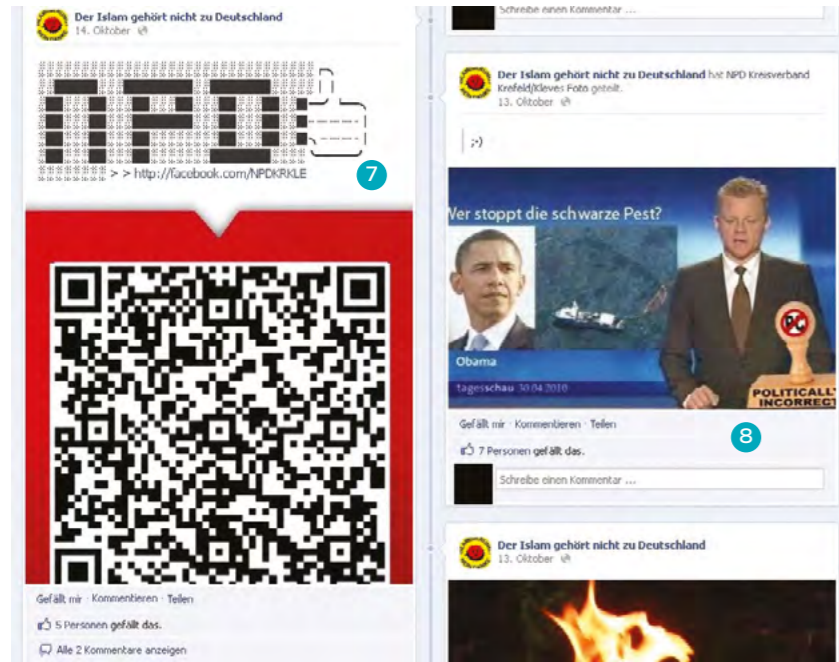 Der Islam gehört nicht zu Deutschland
14. Oktober
NPD
> > http://facebook.com/NPDKRKLE
7
Gefällt mir · Kommentieren · Teilen
5 Personen gefällt das.
Alle 2 Kommentare anzeigen
Schreibe einen Kommentar ...
Der Islam gehört nicht zu Deutschland hat NPD Kreisverband
Krefeld/Kleves Foto geteilt.
13. Oktober
;-)
Wer stoppt die schwarze Pest?
Obama
tagesschau 30.04.2010
PC
POLITICALLY
INCORRECT
Gefällt mir · Kommentieren · Teilen
8
7 Personen gefällt das.
Schreibe einen Kommentar ...
Der Islam gehört nicht zu Deutschland
13. Oktober